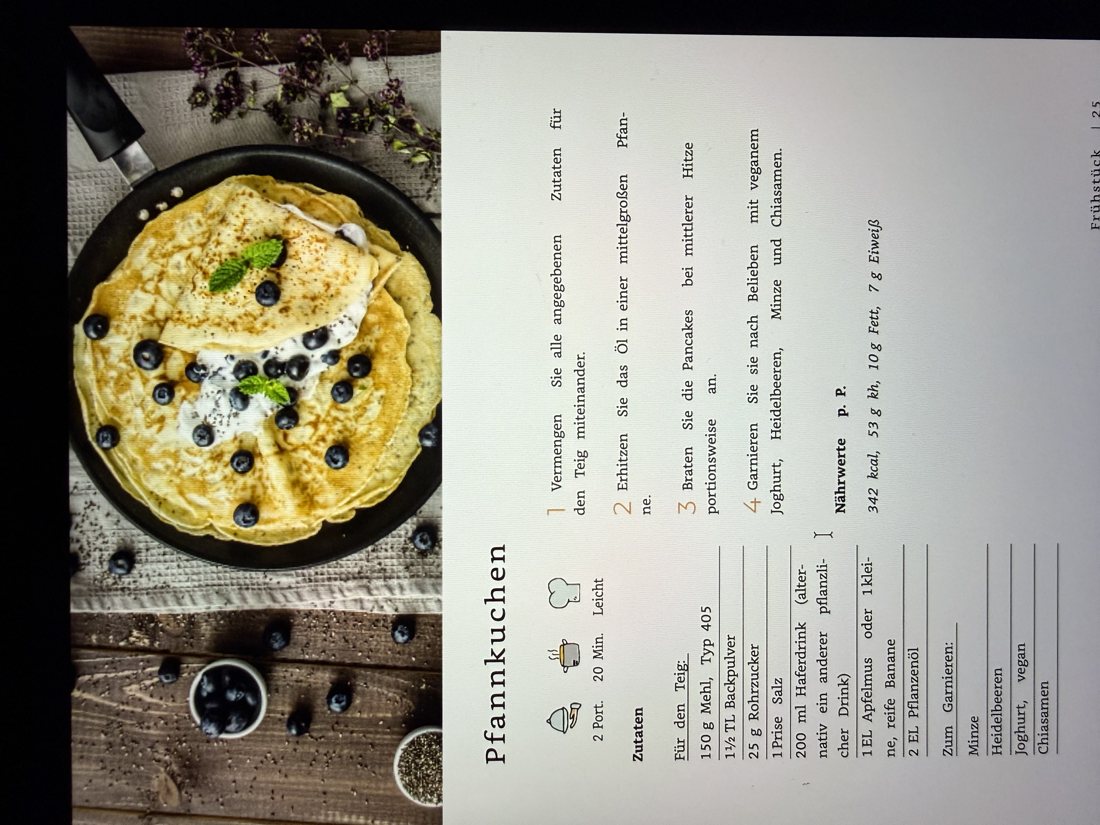 Pfannkuchen
2 Port.
20 Min.
Leicht
Zutaten
Für den Teig:
150 g Mehl, Typ 405
1½ TL Backpulver
25 g Rohrzucker
1 Prise Salz
200 ml Haferdrink (alter-
nativ ein anderer pflanzli-
cher Drink)
1EL Apfelmus oder 1klei-
ne, reife Banane
2 EL Pflanzenöl
Zum Garnieren:
Minze
Heidelbeeren
Joghurt, vegan
Chiasamen
1 Vermengen Sie alle angegebenen Zutaten für
den Teig miteinander.
2 Erhitzen Sie das Öl in einer mittelgroßen Pfan-
ne.
3 Braten Sie die Pancakes bei mittlerer Hitze
portionsweise an.
4 Garnieren Sie sie nach Belieben mit veganem
Joghurt, Heidelbeeren, Minze und Chiasamen.
Nährwerte p. P.
342 kcal, 53 g kh, 10 g Fett, 7 g Eiweiß
Frühstück | 25